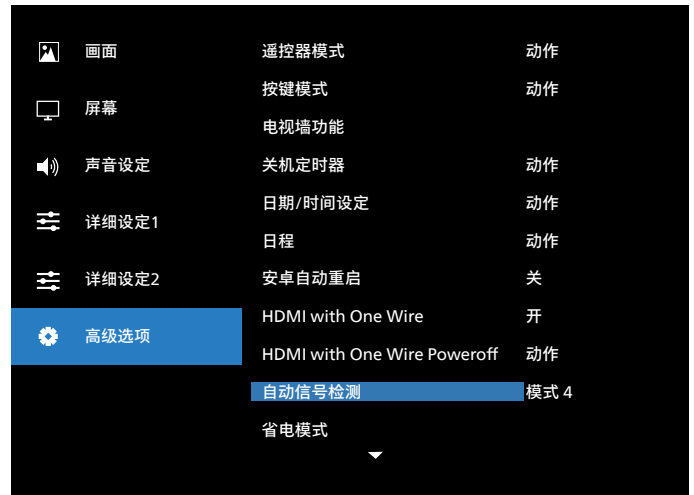 画面
屏幕
声音设定
详细设定1
详细设定2
高级选项
遥控器模式 动作
按键模式 动作
电视墙功能
关机定时器 动作
日期/时间设定 动作
日程 动作
安卓自动重启 关
HDMI with One Wire 开
HDMI with One Wire Poweroff 动作
自动信号检测 模式 4
省电模式